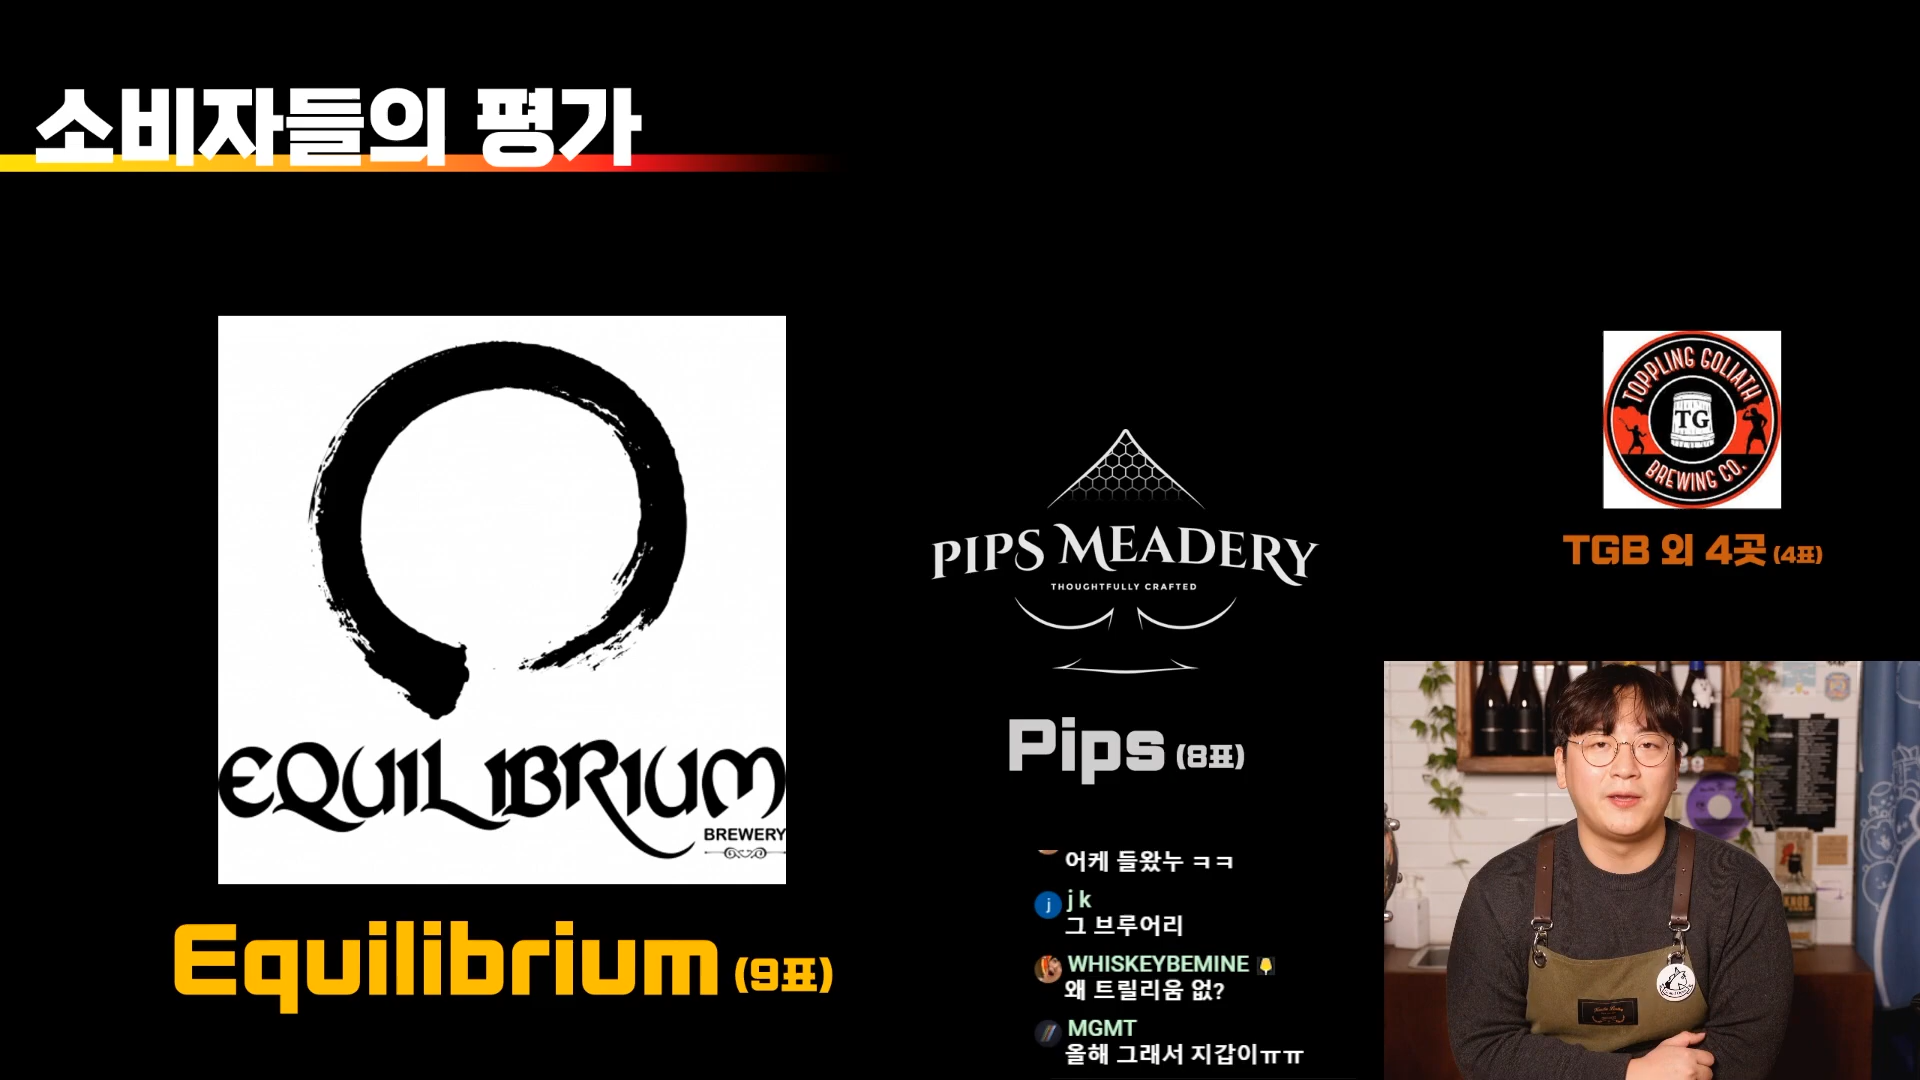 소비자들의 평가
EQUILIBRIUM
BREWERY
Equilibrium (9표)
PIPS MEADERY
THOUGHTFULLY CRAFTED
Pips (8표)
TOPPLING GOLIATH
TG
BREWING CO.
TGB 외 4곳 (4표)
어케 들왔누 ㅋㅋ
j
j k
그 브루어리
WHISKEYBEMINE
왜 트릴리움 없?
MGMT
올해 그래서 지갑이ㅠㅠ